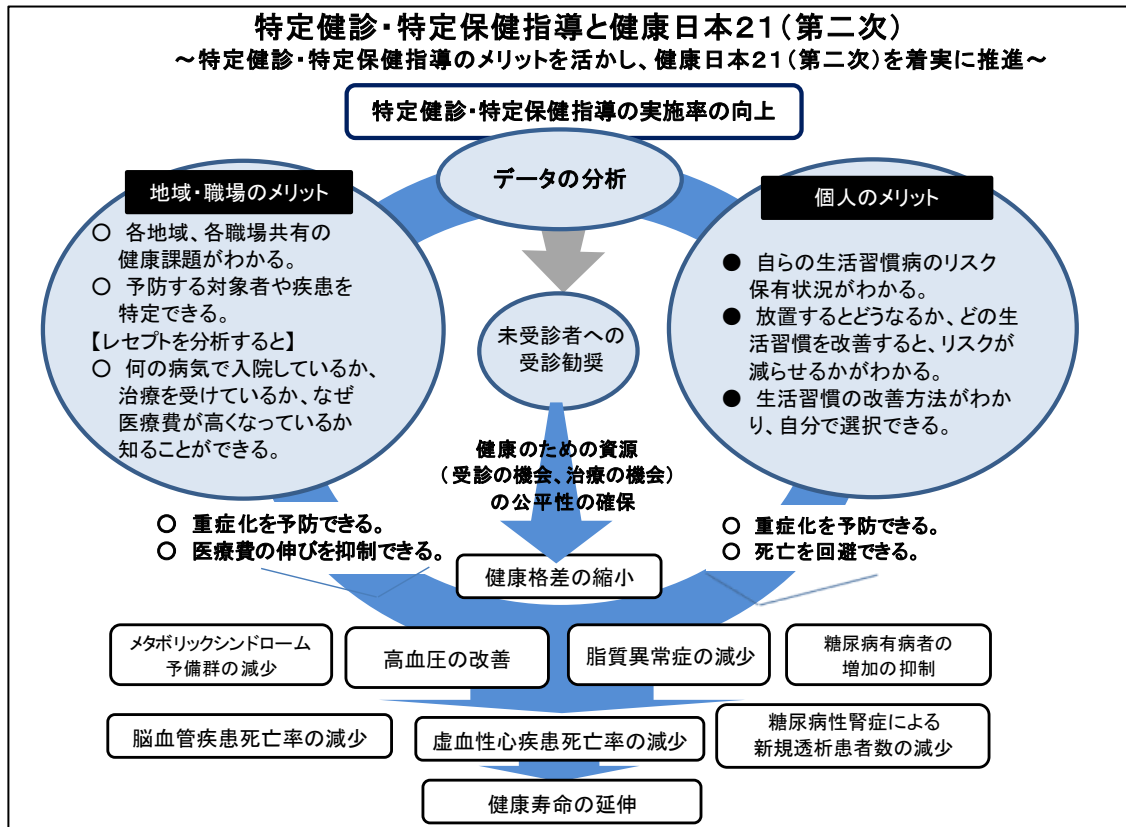 特定健診・特定保健指導と健康日本２１（第二次）
～特定健診・特定保健指導のメリットを活かし、健康日本２１（第二次）を着実に推進～
特定健診・特定保健指導の実施率の向上
データの分析
地域・職場のメリット
○ 各地域、各職場共有の
健康課題がわかる。
○ 予防する対象者や疾患を
特定できる。
【レセプトを分析すると】
○ 何の病気で入院しているか、
治療を受けているか、なぜ
医療費が高くなっているか
知ることができる。
未受診者への
受診勧奨
個人のメリット
● 自らの生活習慣病のリスク
保有状況がわかる。
● 放置するとどうなるか、どの生
活習慣を改善すると、リスクが
減らせるかがわかる。
● 生活習慣の改善方法がわか
り、自分で選択できる。
健康のための資源
（受診の機会、治療の機会）
の公平性の確保
○ 重症化を予防できる。
○ 医療費の伸びを抑制できる。
○ 重症化を予防できる。
○ 死亡を回避できる。
健康格差の縮小
メタボリックシンドローム
予備群の減少
高血圧の改善
脂質異常症の減少
糖尿病有病者の
増加の抑制
脳血管疾患死亡率の減少
虚血性心疾患死亡率の減少
糖尿病性腎症による
新規透析患者数の減少
健康寿命の延伸